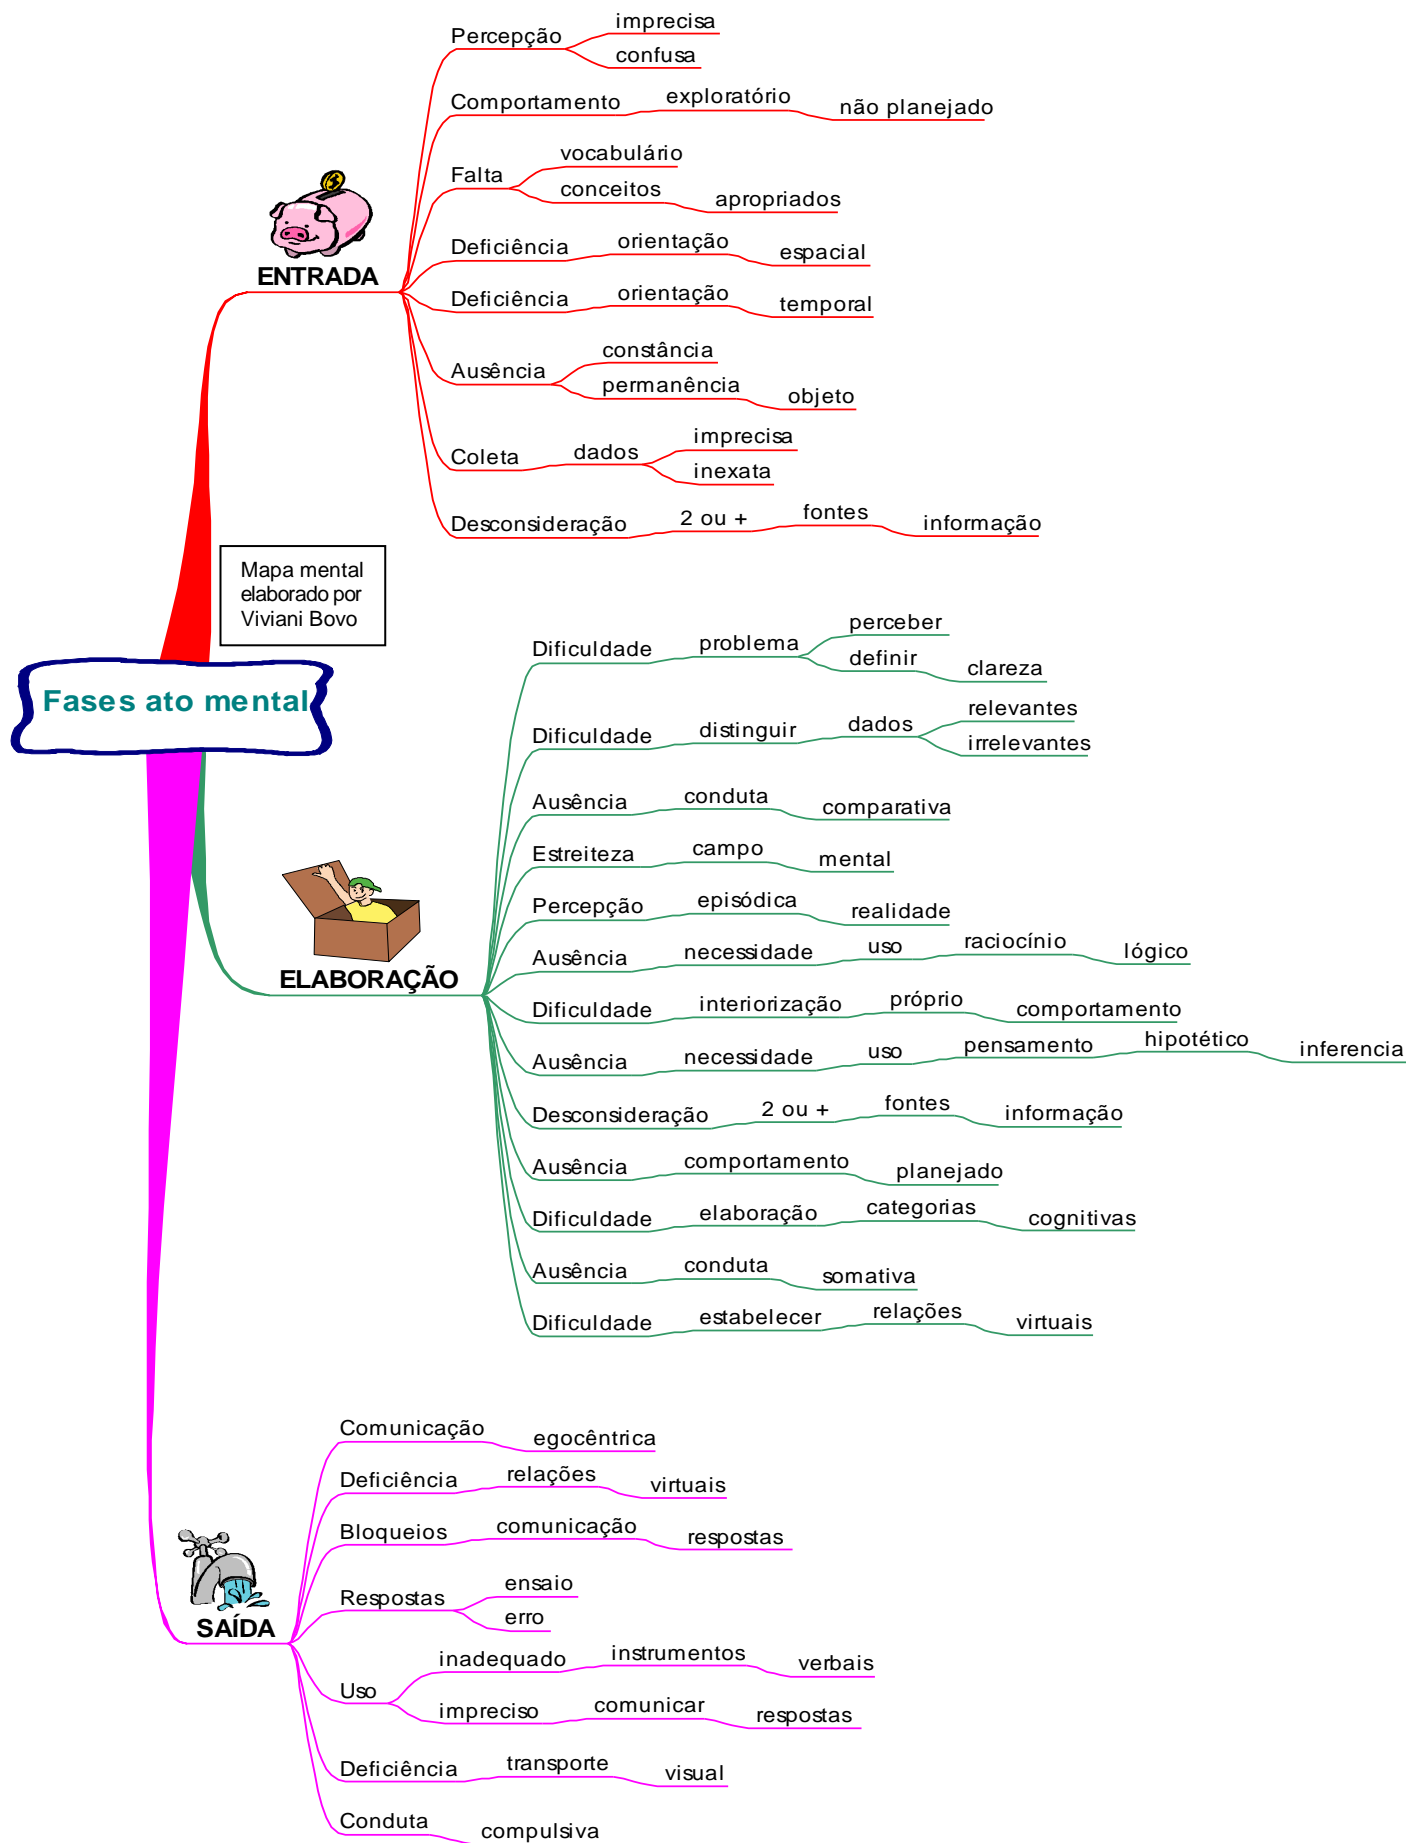 Percepção
imprecisa
confusa
Comportamento exploratório não planejado
Falta
vocabulário
conceitos apropriados
Deficiência orientação espacial
ENTRADA
Deficiência orientação temporal
Ausência
constância
permanência objeto
Coleta dados
imprecisa
inexata
Desconsideração 2 ou + fontes informação
Mapa mental
elaborado por
Viviani Bovo
Fases ato mental
Dificuldade problema
perceber
definir clareza
Dificuldade distinguir dados
relevantes
irrelevantes
Ausência conduta comparativa
Estreiteza campo mental
Percepção episódica realidade
Ausência necessidade uso raciocínio lógico
ELABORAÇÃO
Dificuldade interiorização próprio comportamento
Ausência necessidade uso pensamento hipotético inferencia
Desconsideração 2 ou + fontes informação
Ausência comportamento planejado
Dificuldade elaboração categorias cognitivas
Ausência conduta somativa
Dificuldade estabelecer relações virtuais
Comunicação egocêntrica
Deficiência relações virtuais
Bloqueios comunicação respostas
Respostas
ensaio
erro
SAÍDA
Uso
inadequado instrumentos verbais
impreciso comunicar respostas
Deficiência transporte visual
Conduta compulsiva